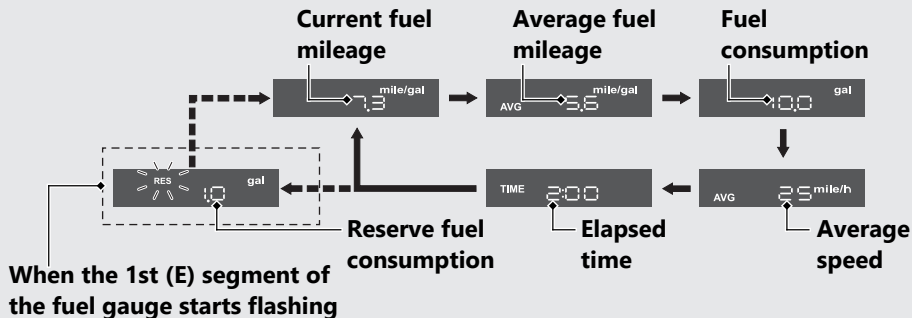 Current fuel
mileage
Average fuel
mileage
Fuel
consumption
mile/gal
7.3
mile/gal
AVG 5.6
gal
10.0
RES 1.0 gal
TIME 2:00
AVG 25 mile/h
Reserve fuel
consumption
Elapsed
time
Average
speed
When the 1st (E) segment of
the fuel gauge starts flashing